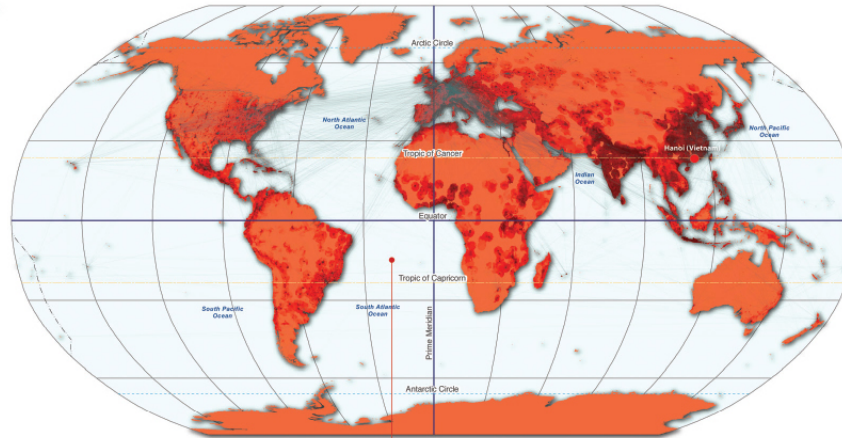 Arctic Circle
North Atlantic
Ocean
North Pacific
Ocean
Hanoi (Vietnam)
Tropic of Cancer
Indian
Ocean
Equator
Tropic of Capricorn
South Pacific
Ocean
South Atlantic
Ocean
Prime Meridian
Antarctic Circle